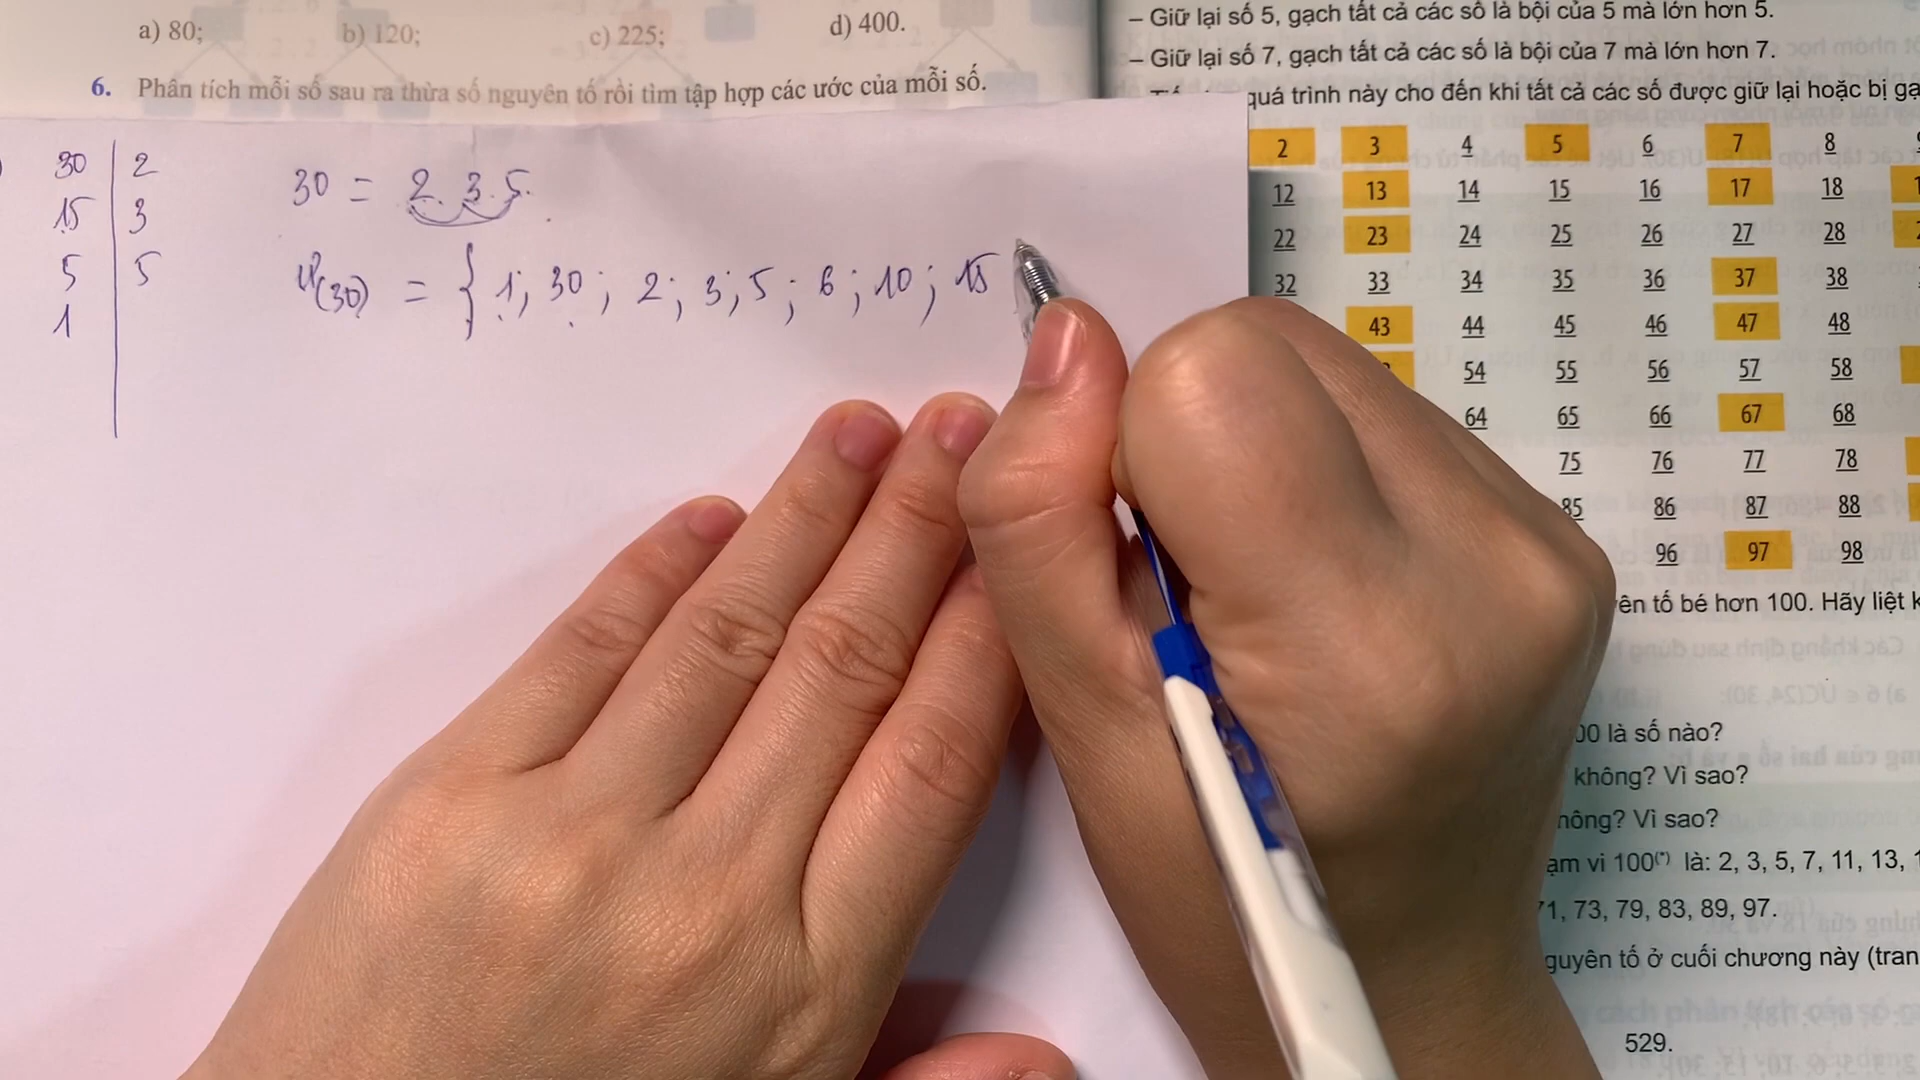 a) 80; b) 120; c) 225; d) 400.
6. Phân tích mỗi số sau ra thừa số nguyên tố rồi tìm tập hợp các ước của mỗi số.
30 | 2
15 | 3
5 | 5
1
30 = 2.3.5.
Ư(30) = { 1; 30; 2; 3; 5; 6; 10; 15
– Giữ lại số 5, gạch tất cả các số là bội của 5 mà lớn hơn 5.
– Giữ lại số 7, gạch tất cả các số là bội của 7 mà lớn hơn 7.
quá trình này cho đến khi tất cả các số được giữ lại hoặc bị gạ
2 3 4 5 6 7 8
12 13 14 15 16 17 18
22 23 24 25 26 27 28
32 33 34 35 36 37 38
43 44 45 46 47 48
54 55 56 57 58
64 65 66 67 68
75 76 77 78
85 86 87 88
96 97 98
ên tố bé hơn 100. Hãy liệt k
00 là số nào?
không? Vì sao?
hông? Vì sao?
ạm vi 100(*) là: 2, 3, 5, 7, 11, 13,
71, 73, 79, 83, 89, 97.
guyên tố ở cuối chương này (tran
529.